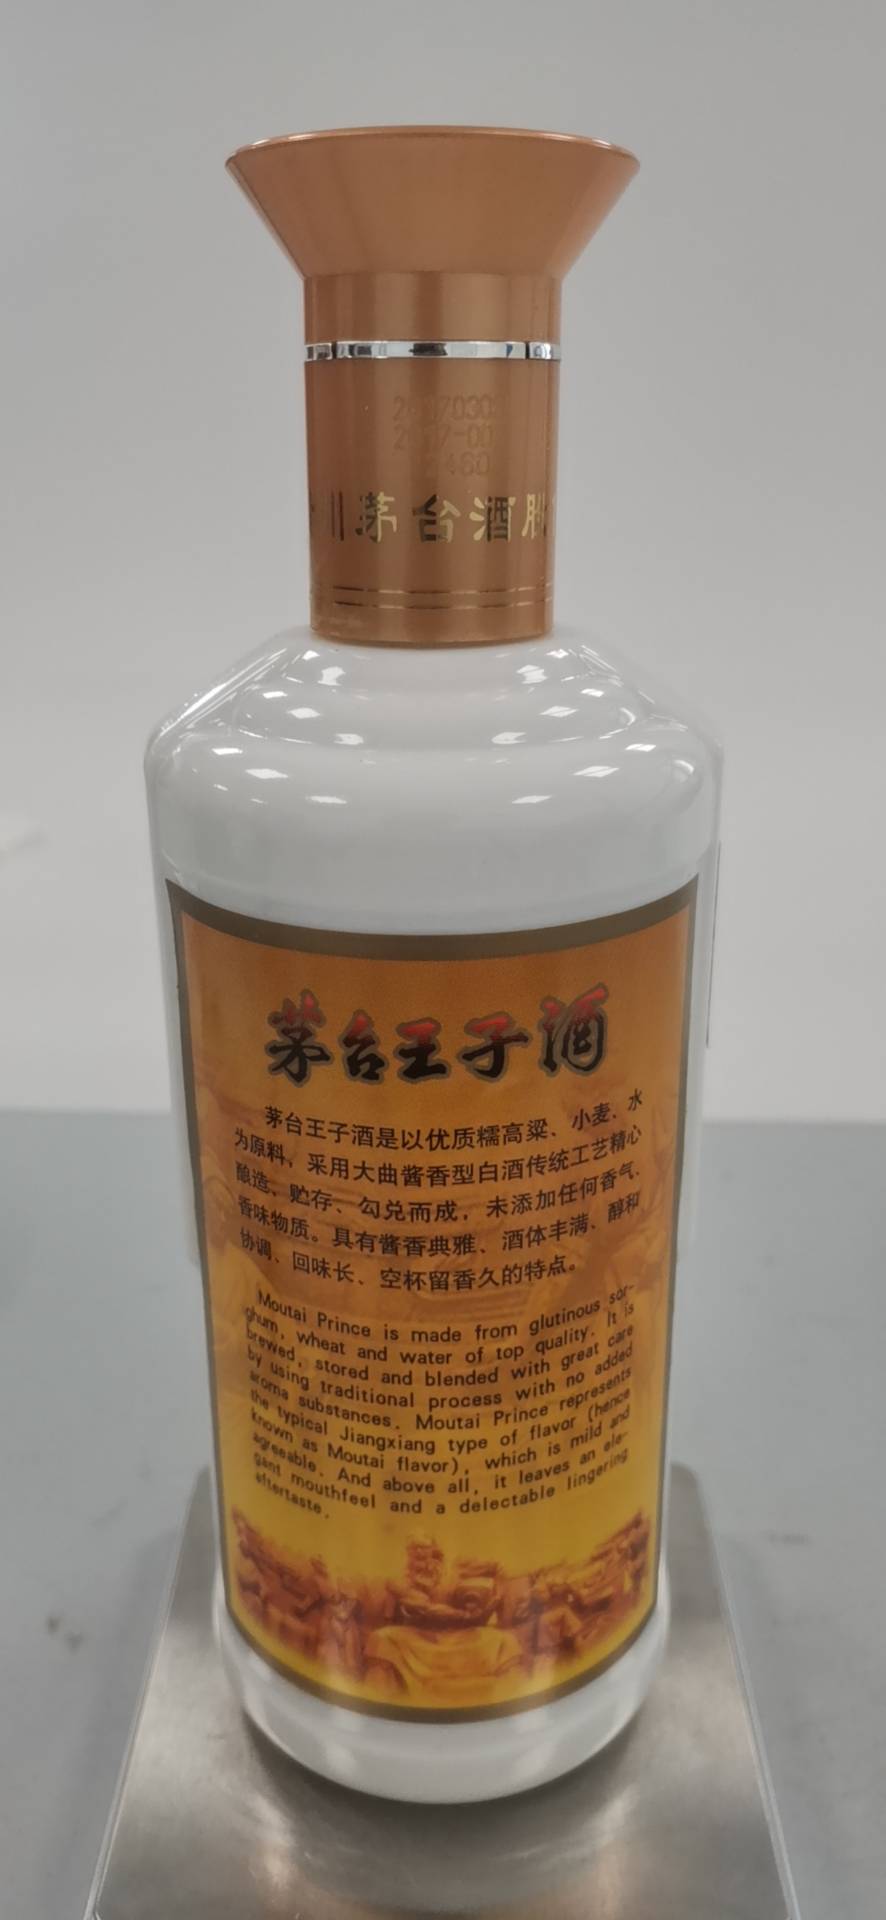 2017030
2017-00
2460
川茅台酒股
茅台王子酒
茅台王子酒是以优质糯高粱、小麦、水
为原料，采用大曲酱香型白酒传统工艺精心
酿造、贮存、勾兑而成，未添加任何香气、
香味物质。具有酱香典雅、酒体丰满、醇和
协调、回味长、空杯留香久的特点。
Moutai Prince is made from glutinous sor-
ghum, wheat and water of top quality. It is
brewed, stored and blended with great care
by using traditional process with no added
aroma substances. Moutai Prince represents
the typical Jiangxiang type of flavor (hence
known as Moutai flavor), which is mild and
agreeable. And above all, it leaves an ele-
gant mouthfeel and a delectable lingering
aftertaste.